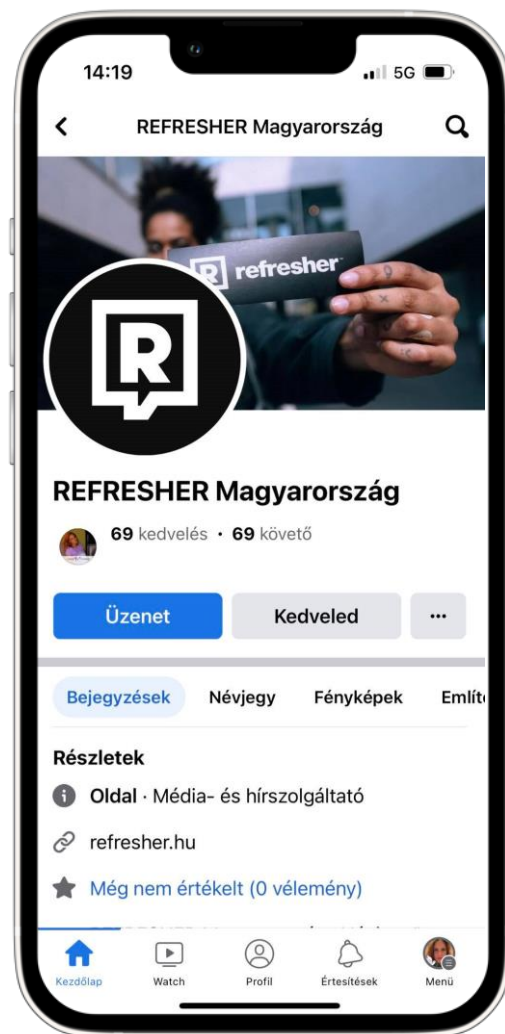 14:19
5G
REFRESHER Magyarország
R refresher
R
REFRESHER Magyarország
69 kedvelés · 69 követő
Üzenet
Kedveled
Bejegyzések Névjegy Fényképek
Részletek
Oldal · Média- és hírszolgáltató
refresher.hu
Még nem értékelt (0 vélemény)
Kezdőlap Watch Profil Értesítések Menü